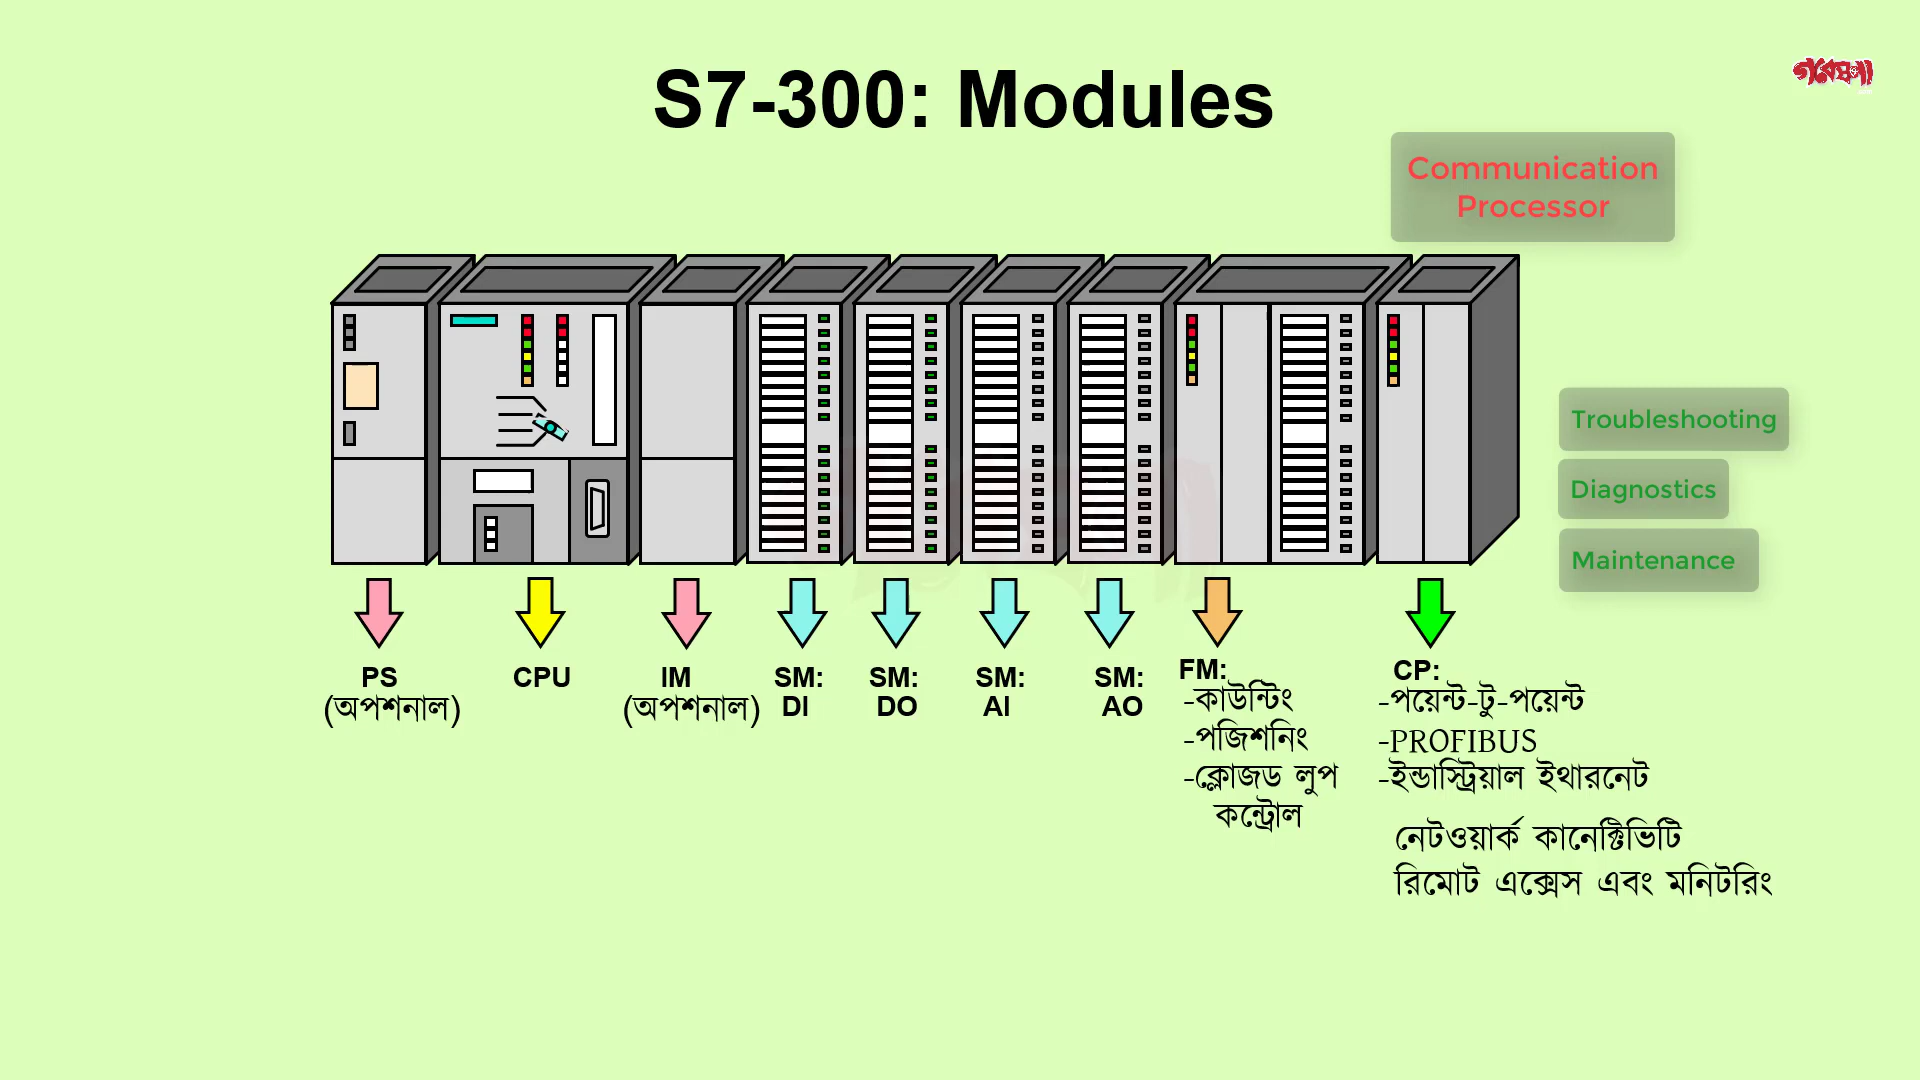 S7-300: Modules
গবেষণা
Communication
Processor
Troubleshooting
Diagnostics
Maintenance
PS
(অপশনাল)
CPU
IM
(অপশনাল)
SM:
DI
SM:
DO
SM:
AI
SM:
AO
FM:
-কাউন্টিং
-পজিশনিং
-ক্লোজড লুপ
কন্ট্রোল
CP:
-পয়েন্ট-টু-পয়েন্ট
-PROFIBUS
-ইন্ডাস্ট্রিয়াল ইথারনেট
নেটওয়ার্ক কানেক্টিভিটি
রিমোট এক্সেস এবং মনিটরিং